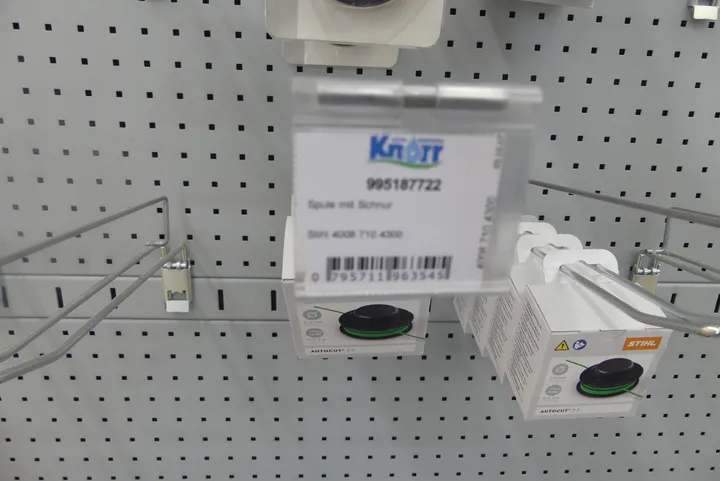 Knott
995187722
Spule mit Schnur
Stihl 4008 710 4300
0 795711 963545
AUTOCUT
STIHL
AUTOCUT